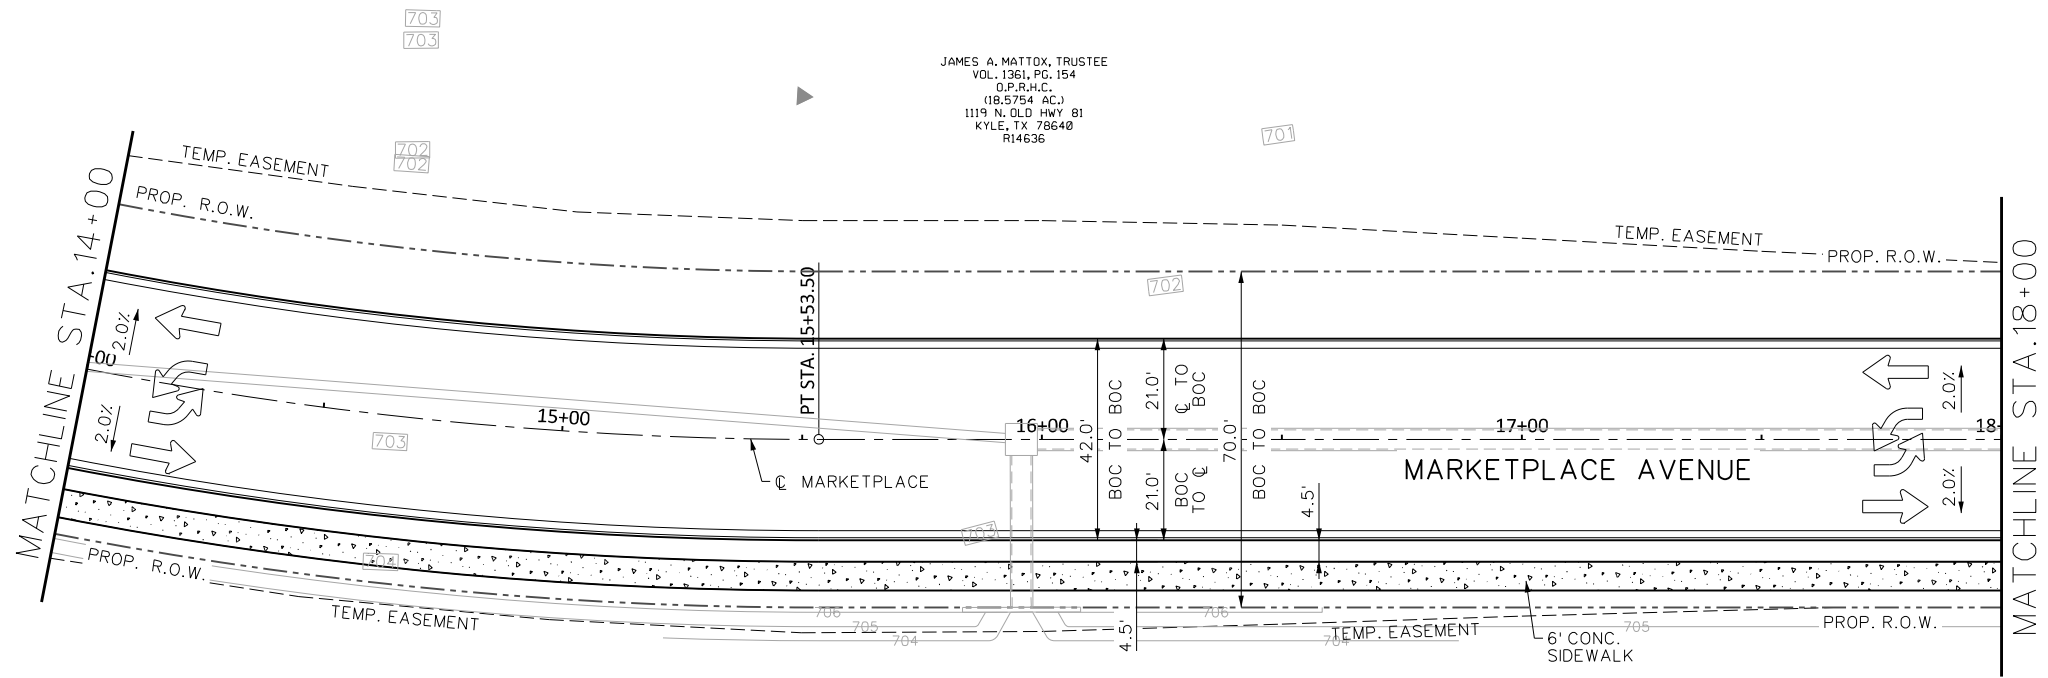 703
703
JAMES A. MATTOX, TRUSTEE
VOL. 1361, PG. 154
O.P.R.H.C.
(18.5754 AC.)
1119 N. OLD HWY 81
KYLE, TX 78640
R14636
701
702
702
TEMP. EASEMENT
PROP. R.O.W.
TEMP. EASEMENT
PROP. R.O.W.
MATCHLINE STA. 14+00
MATCHLINE STA. 18+00
702
PT STA. 15+53.50
2.0%
2.0%
-00
15+00
16+00
17+00
18-
703
42.0'
BOC TO BOC
21.0'
℄ TO
BOC
21.0'
BOC
TO ℄
70.0'
BOC TO BOC
4.5'
2.0%
2.0%
℄ MARKETPLACE
MARKETPLACE AVENUE
703
704
PROP. R.O.W.
TEMP. EASEMENT
706
705
704
4.5'
706
704
TEMP. EASEMENT
705
PROP. R.O.W.
6' CONC.
SIDEWALK